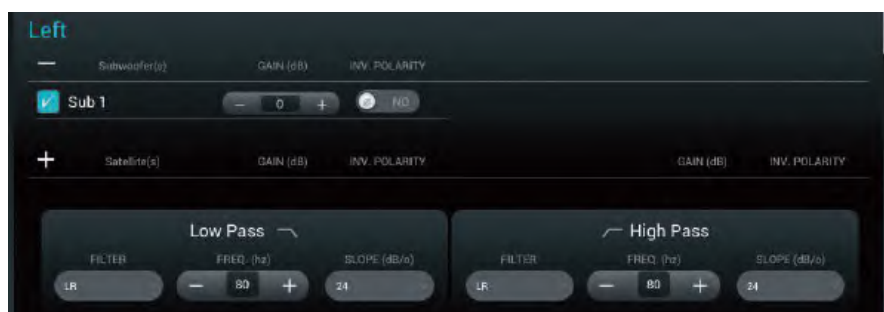 Left
Subwoofer(s) GAIN (dB) INV. POLARITY
Sub 1 − 0 + NO
Satellite(s) GAIN (dB) INV. POLARITY GAIN (dB) INV. POLARITY
Low Pass High Pass
FILTER FREQ. (hz) SLOPE (dB/o) FILTER FREQ. (hz) SLOPE (dB/o)
LR − 80 + 24 LR − 80 + 24